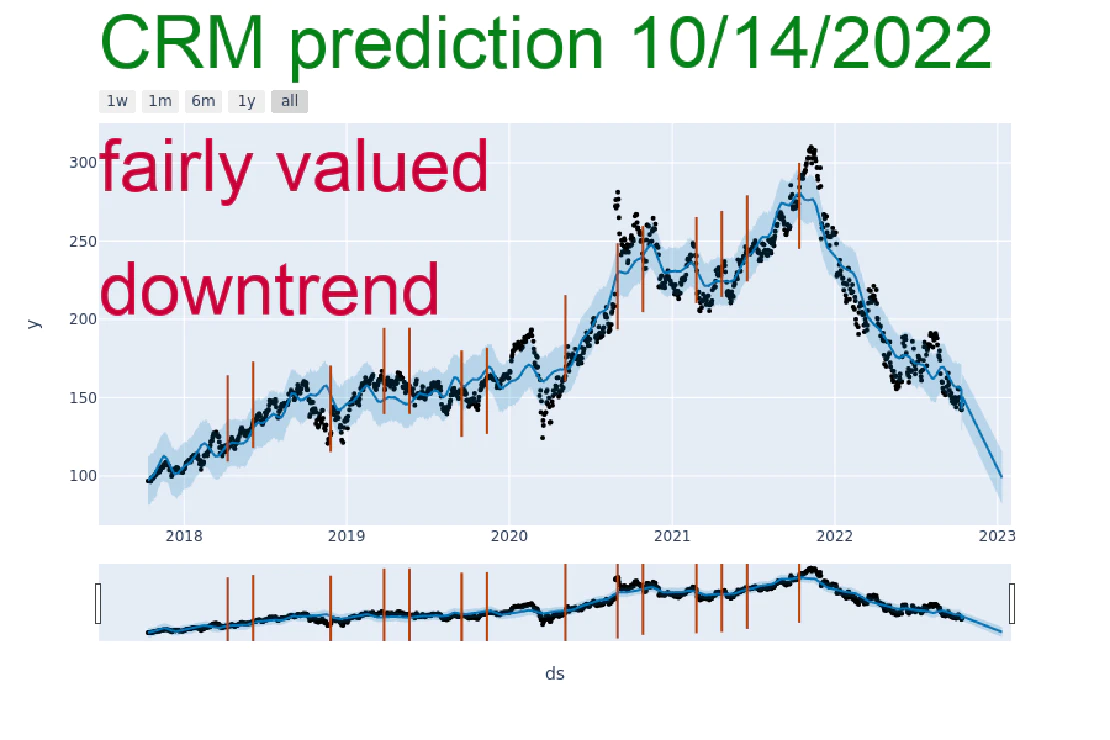 CRM prediction 10/14/2022
1w 1m 6m 1y all
fairly valued
downtrend
300
250
200
150
100
y
2018 2019 2020 2021 2022 2023
ds